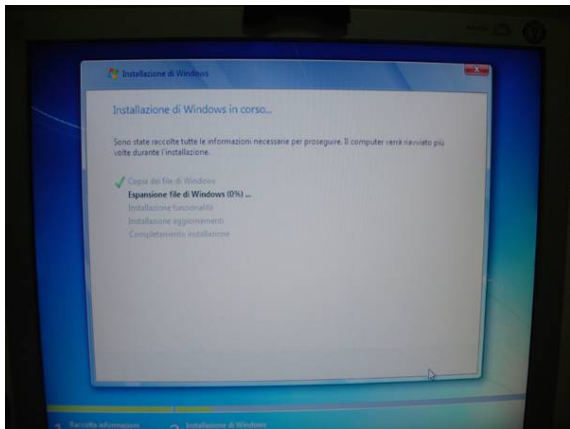 Installazione di Windows
Installazione di Windows in corso...
Sono state raccolte tutte le informazioni necessarie per proseguire. Il computer verrà riavviato più
volte durante l'installazione.
Copia dei file di Windows
Espansione file di Windows (0%) ...
Installazione funzionalità
Installazione aggiornamenti
Completamento installazione
1 Raccolta informazioni
2 Installazione di Windows